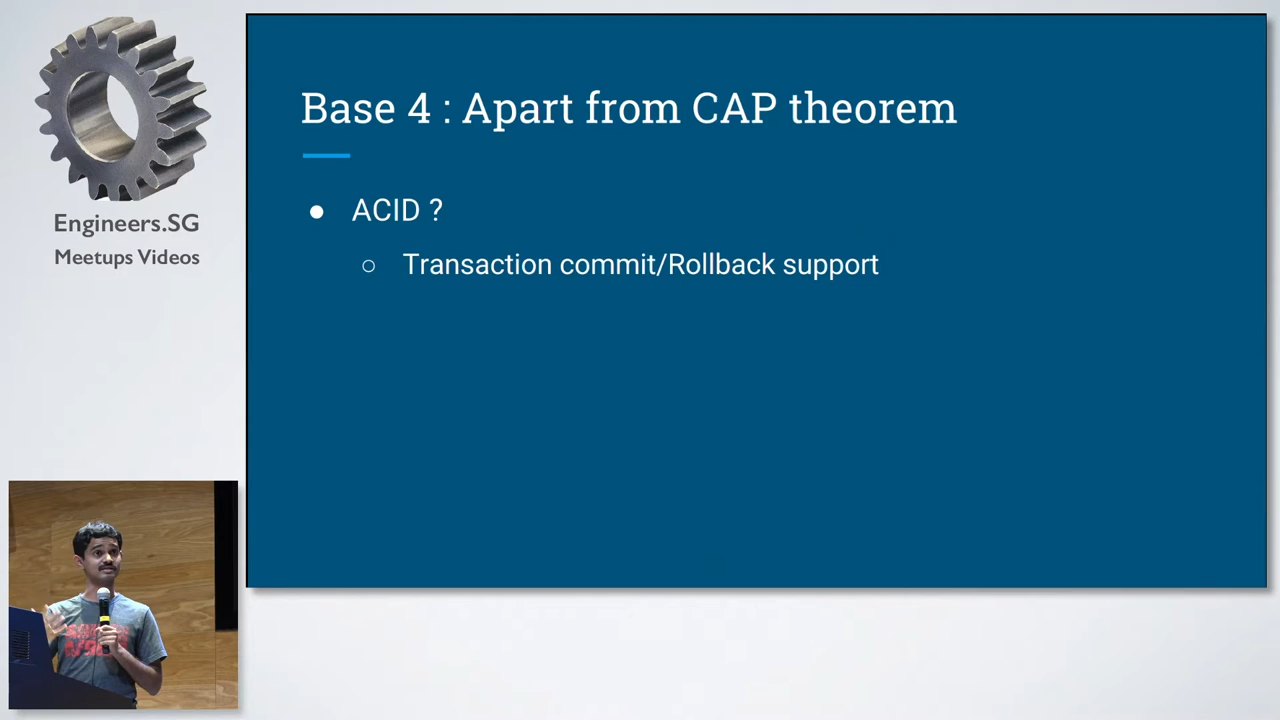 Engineers.SG
Meetups Videos
Base 4 : Apart from CAP theorem
● ACID ?
○ Transaction commit/Rollback support